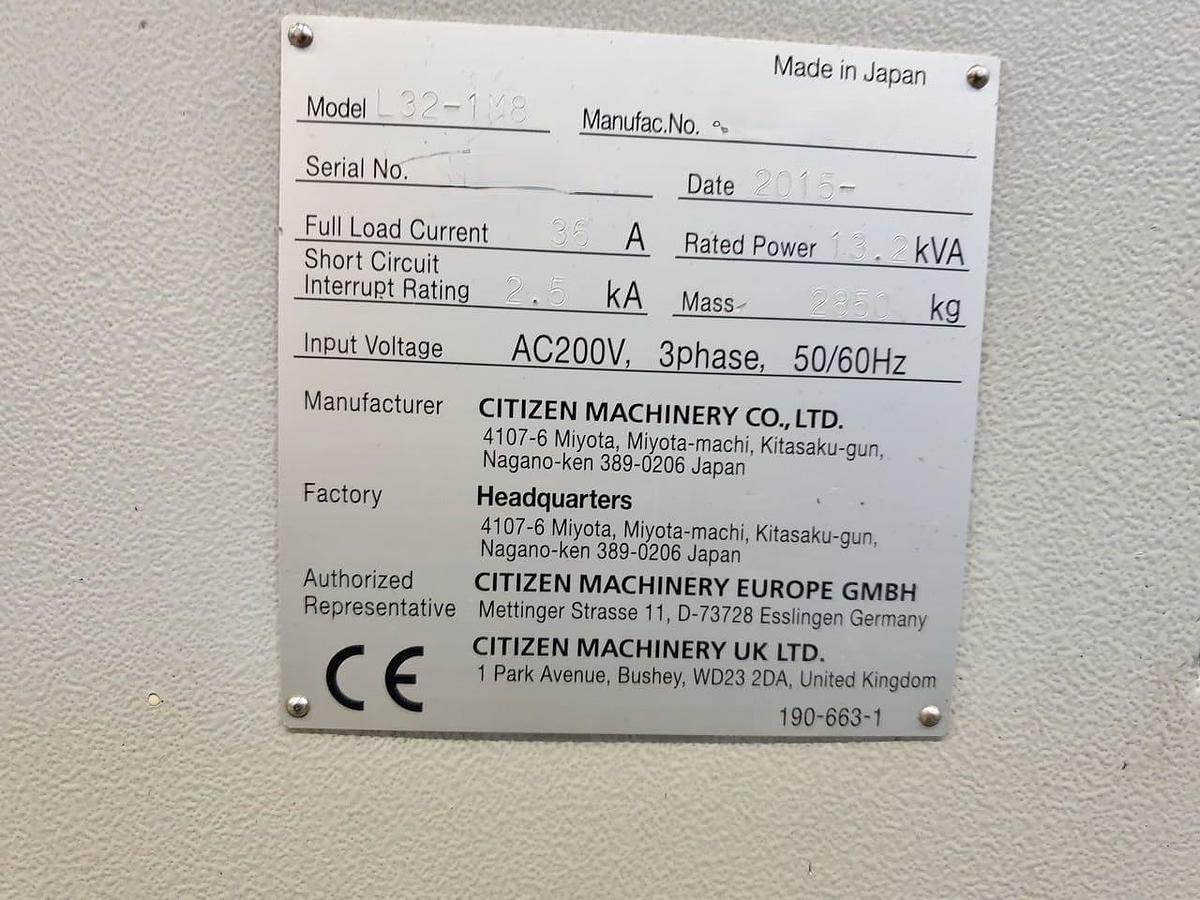 Made in Japan
Model L32-1M8 Manufac.No.
Serial No. Date 2015-
Full Load Current 36 A Rated Power 13.2 kVA
Short Circuit
Interrupt Rating 2.5 kA Mass 2850 kg
Input Voltage AC200V, 3phase, 50/60Hz
Manufacturer CITIZEN MACHINERY CO., LTD.
4107-6 Miyota, Miyota-machi, Kitasaku-gun,
Nagano-ken 389-0206 Japan
Factory Headquarters
4107-6 Miyota, Miyota-machi, Kitasaku-gun,
Nagano-ken 389-0206 Japan
Authorized CITIZEN MACHINERY EUROPE GMBH
Representative Mettinger Strasse 11, D-73728 Esslingen Germany
CITIZEN MACHINERY UK LTD.
CE 1 Park Avenue, Bushey, WD23 2DA, United Kingdom
190-663-1